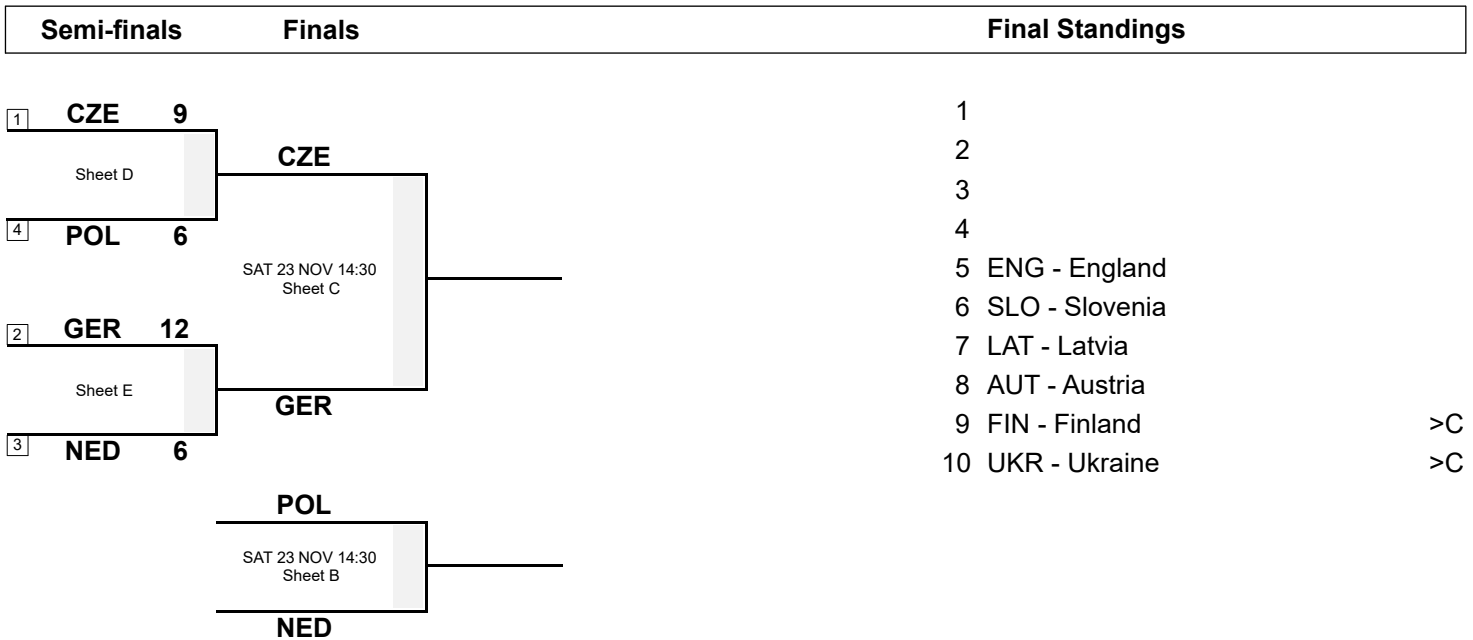 Semi-finals Finals Final Standings
1 CZE 9
Sheet D
4 POL 6
CZE
SAT 23 NOV 14:30
Sheet C
GER
2 GER 12
Sheet E
3 NED 6
POL
SAT 23 NOV 14:30
Sheet B
NED
1
2
3
4
5 ENG - England
6 SLO - Slovenia
7 LAT - Latvia
8 AUT - Austria
9 FIN - Finland >C
10 UKR - Ukraine >C